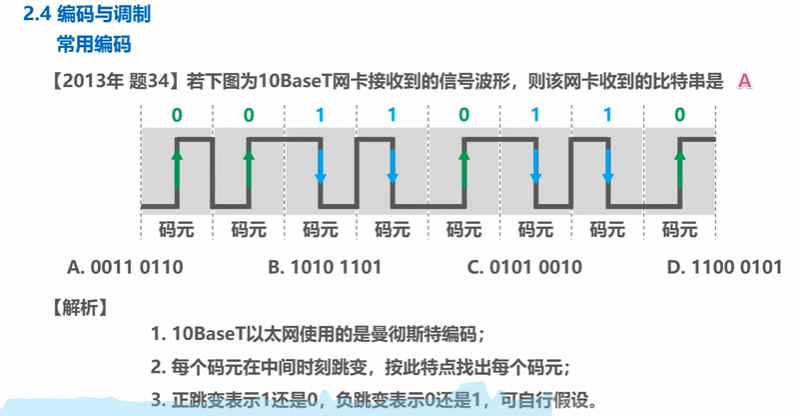 2.4 编码与调制
常用编码
【2013年 题34】若下图为10BaseT网卡接收到的信号波形，则该网卡收到的比特串是 A
0 0 1 1 0 1 1 0
码元 码元 码元 码元 码元 码元 码元 码元
A. 0011 0110 B. 1010 1101 C. 0101 0010 D. 1100 0101
【解析】
1. 10BaseT以太网使用的是曼彻斯特编码；
2. 每个码元在中间时刻跳变，按此特点找出每个码元；
3. 正跳变表示1还是0，负跳变表示0还是1，可自行假设。